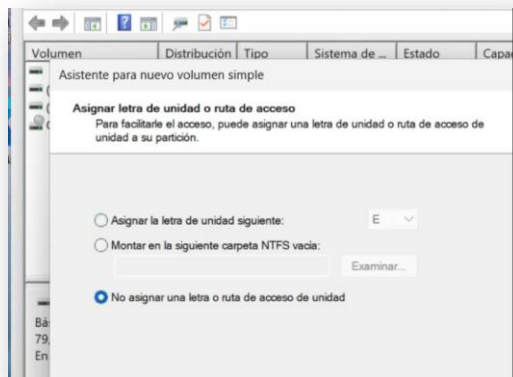 Volumen Distribución Tipo Sistema de ... Estado Capac
Asistente para nuevo volumen simple
Asignar letra de unidad o ruta de acceso
Para facilitarle el acceso, puede asignar una letra de unidad o ruta de acceso de
unidad a su partición.
Asignar la letra de unidad siguiente: E
Montar en la siguiente carpeta NTFS vacía:
Examinar...
No asignar una letra o ruta de acceso de unidad
Bá
79,
En